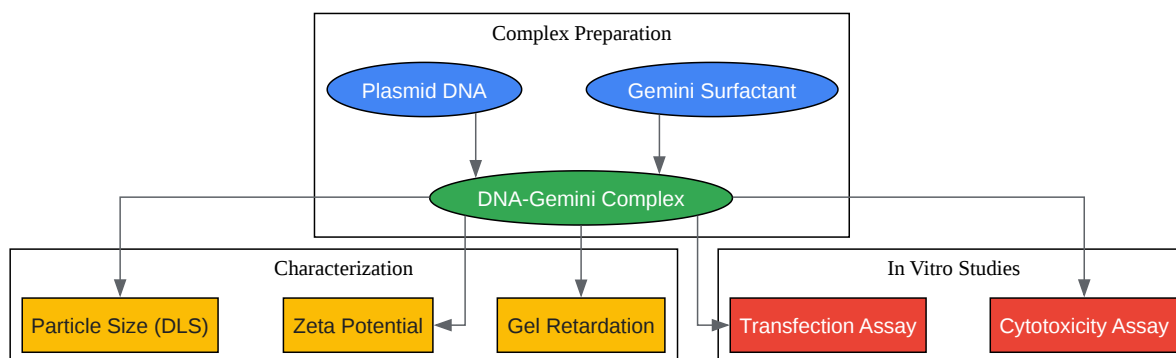 Complex Preparation
Plasmid DNA
Gemini Surfactant
DNA-Gemini Complex
Characterization
In Vitro Studies
Particle Size (DLS)
Zeta Potential
Gel Retardation
Transfection Assay
Cytotoxicity Assay